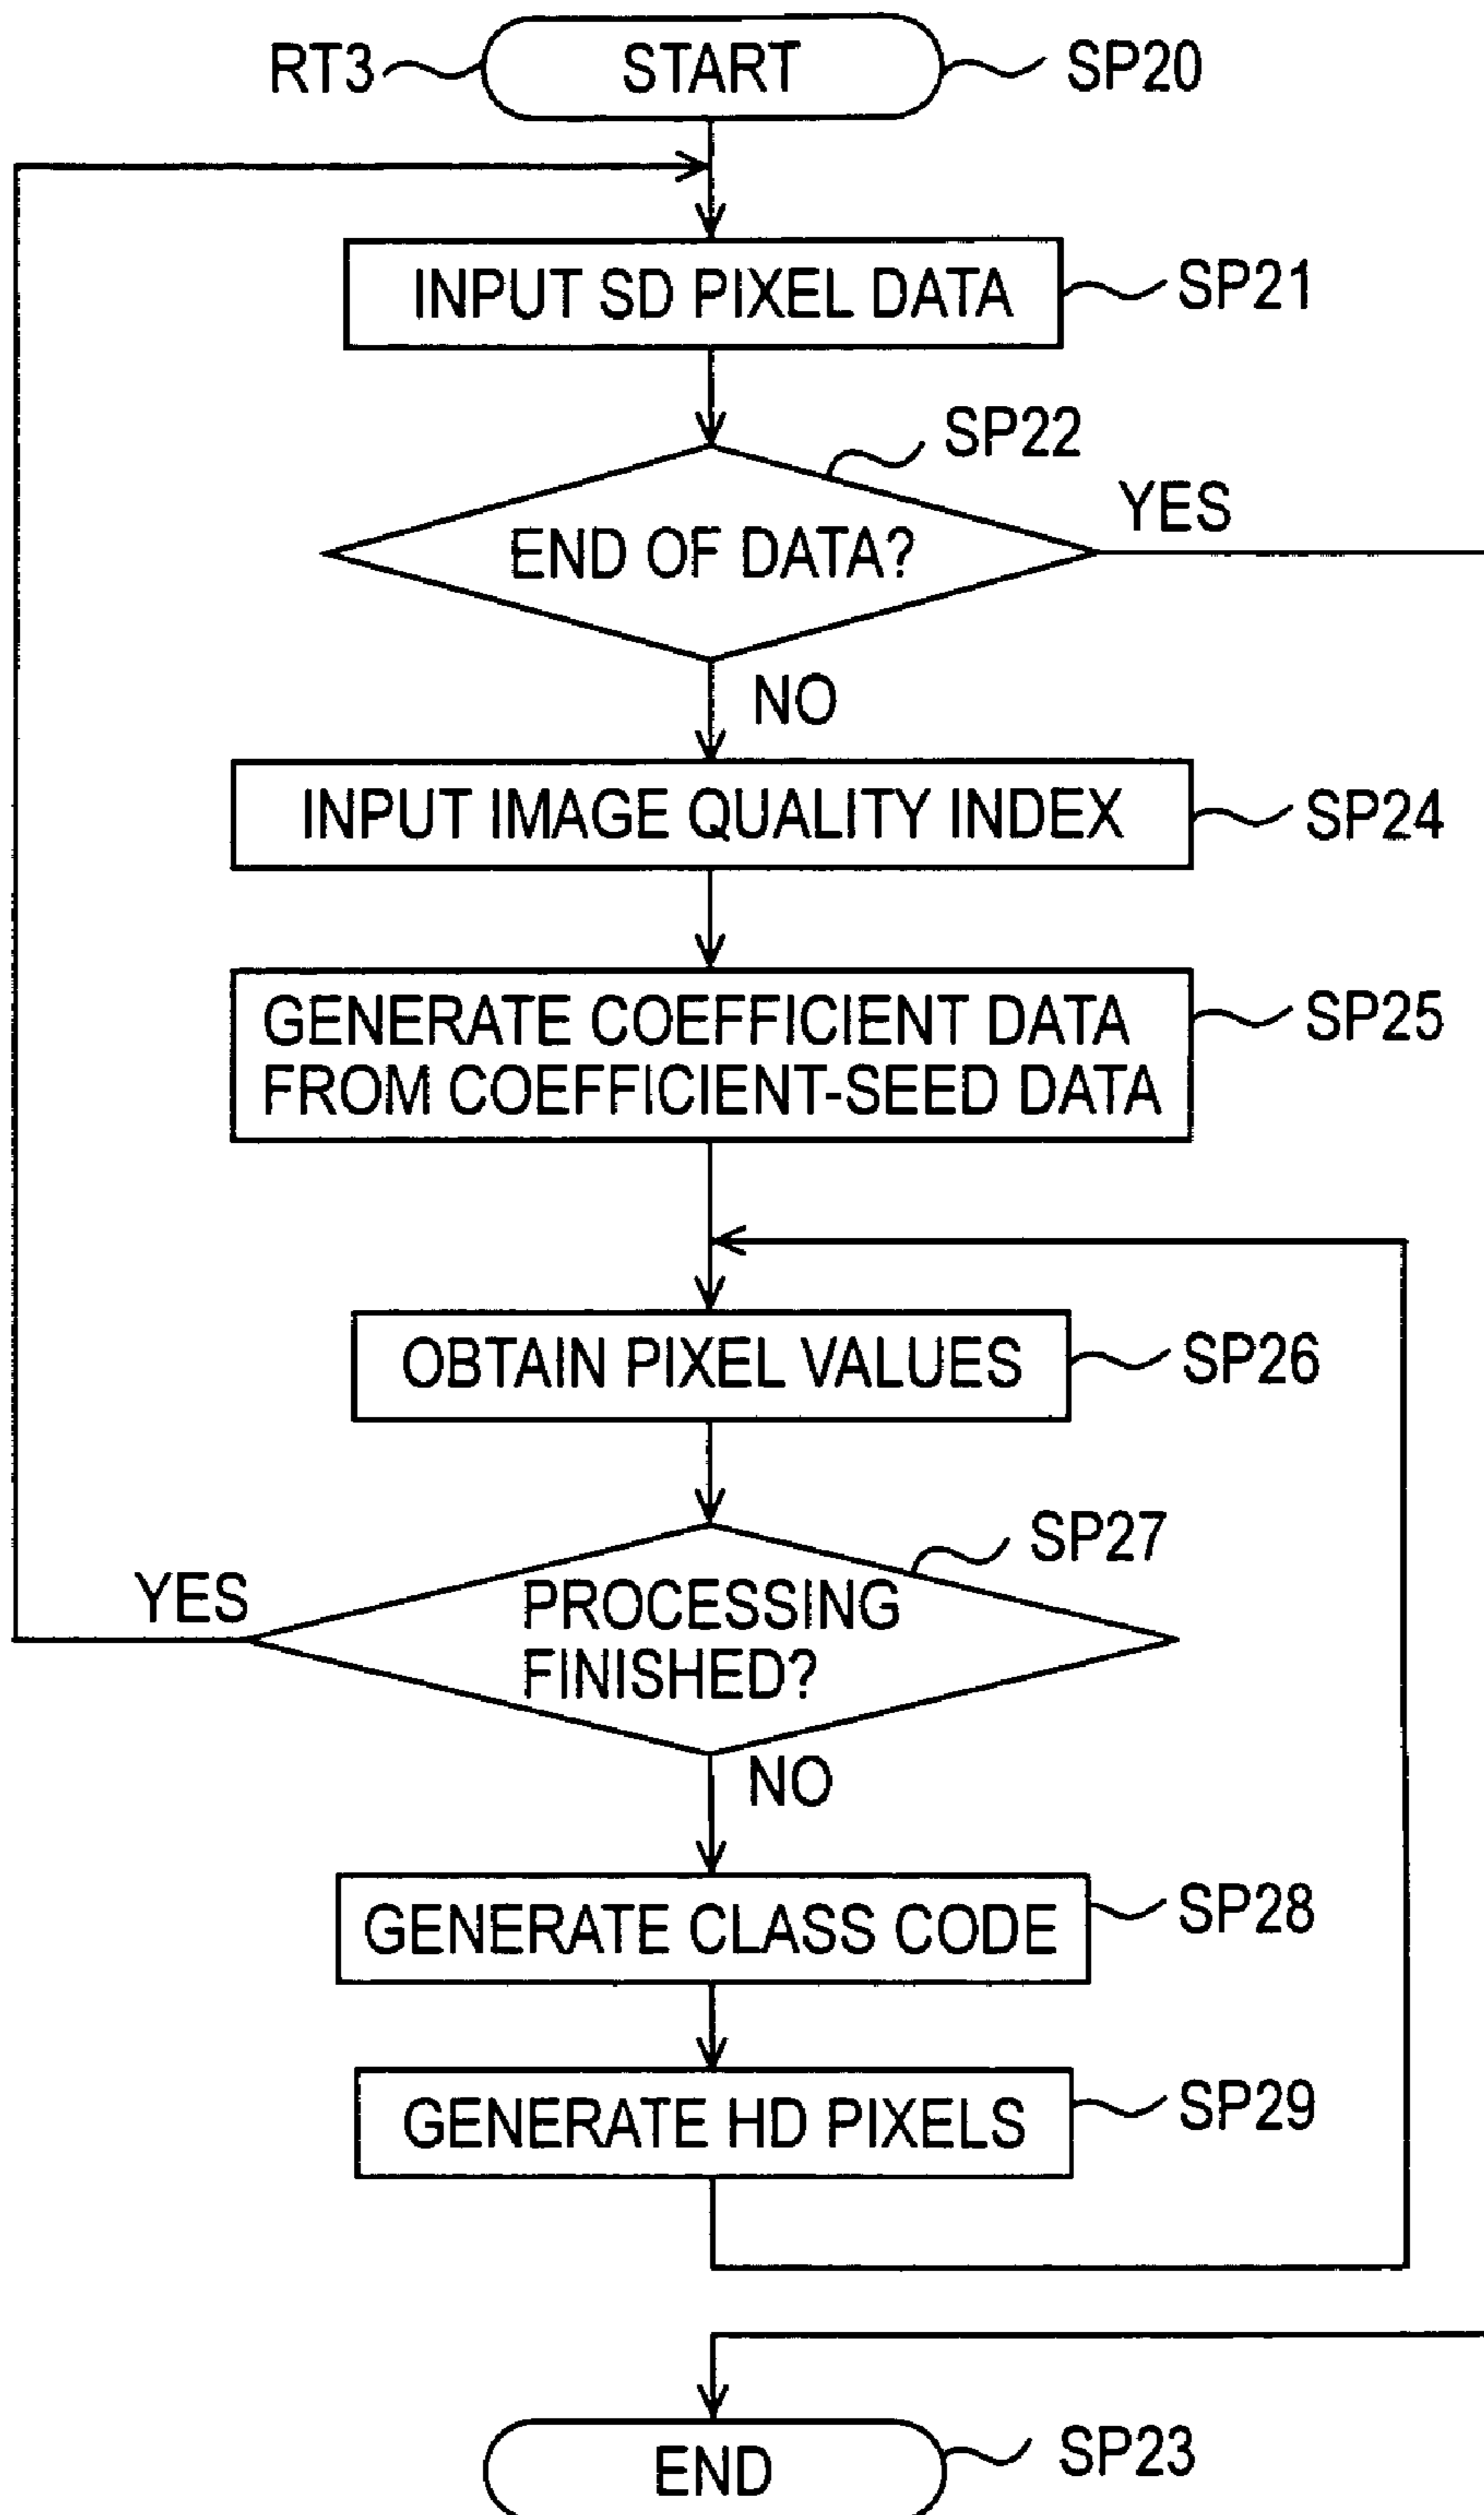 RT3
START
SP20
INPUT SD PIXEL DATA
SP21
SP22
END OF DATA?
YES
NO
INPUT IMAGE QUALITY INDEX
SP24
GENERATE COEFFICIENT DATA
FROM COEFFICIENT-SEED DATA
SP25
OBTAIN PIXEL VALUES
SP26
SP27
YES
PROCESSING
FINISHED?
NO
GENERATE CLASS CODE
SP28
GENERATE HD PIXELS
SP29
END
SP23